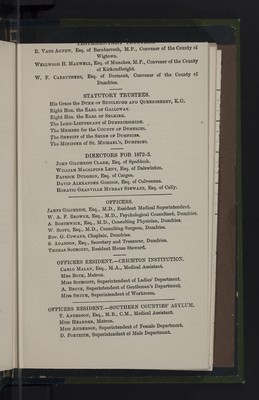 R. Vans Agnew, Esq. of Barnbarroch, M.P., Convener of the County of
Wigtown.
Wellwood H. Maxwell, Esq. of Munches, M.P., Convener of the County
of Kirkcudbright.
W. F. Carruthers, Esq. of Dormont, Convener of the County of
Dumfries.
STATUTORY TRUSTEES.
His Grace the Duke of Buccleuch and Queensberry, K.G.
Right Hon. the Earl of Galloway.
Right Hon. the Earl of Selkirk.
The Lord-Lieutenant of Dumfriesshire.
The Member for the County of Dumfries.
The Sheriff of the Shire of Dumfries.
The Minister of St. Michael's, Dumfries.
DIRECTORS FOR 1872-3.
John Gilchrist Clark, Esq. of Speddoch.
William Macalpine Leny, Esq. of Dalswinton.
Patrick Dudgeon, Esq. of Cargen.
David Alexander Gordon, Esq. of Culvennan.
Horatio Granville Murray Stewart, Esq. of Cally.
OFFICERS.
James Gilchrist, Esq., M.D., Resident Medical Superintendent.
W. A. F. Browne, Esq., M.D., Psychological Consultant, Dumfries.
J. Borthwick, Esq., M.D., Consulting Physician, Dumfries.
W. Scott, Esq., M.D., Consulting Surgeon, Dumfries.
Rev. G. Cowans, Chaplain, Dumfries.
S. Adamson, Esq., Secretary and Treasurer, Dumfries.
Thomas Schmitt, Resident House Steward.
OFFICERS RESIDENT.—CRICHTON INSTITUTION.
Carlo Malan, Esq., M.A., Medical Assistant.
Mrs Buck, Matron.
Miss Schmitt, Superintendent of Ladies' Department.
A. Bruce, Superintendent of Gentlemen's Department.
Miss Smith, Superintendent of Workroom.
OFFICERS RESIDENT.—SOUTHERN COUNTIES' ASYLUM.
T. Anderson, Esq., M.B., C.M., Medical Assistant.
Miss Hearder, Matron.
Miss Anderson, Superintendent of Female Department.
D. Forsyth, Superintendent of Male Department.